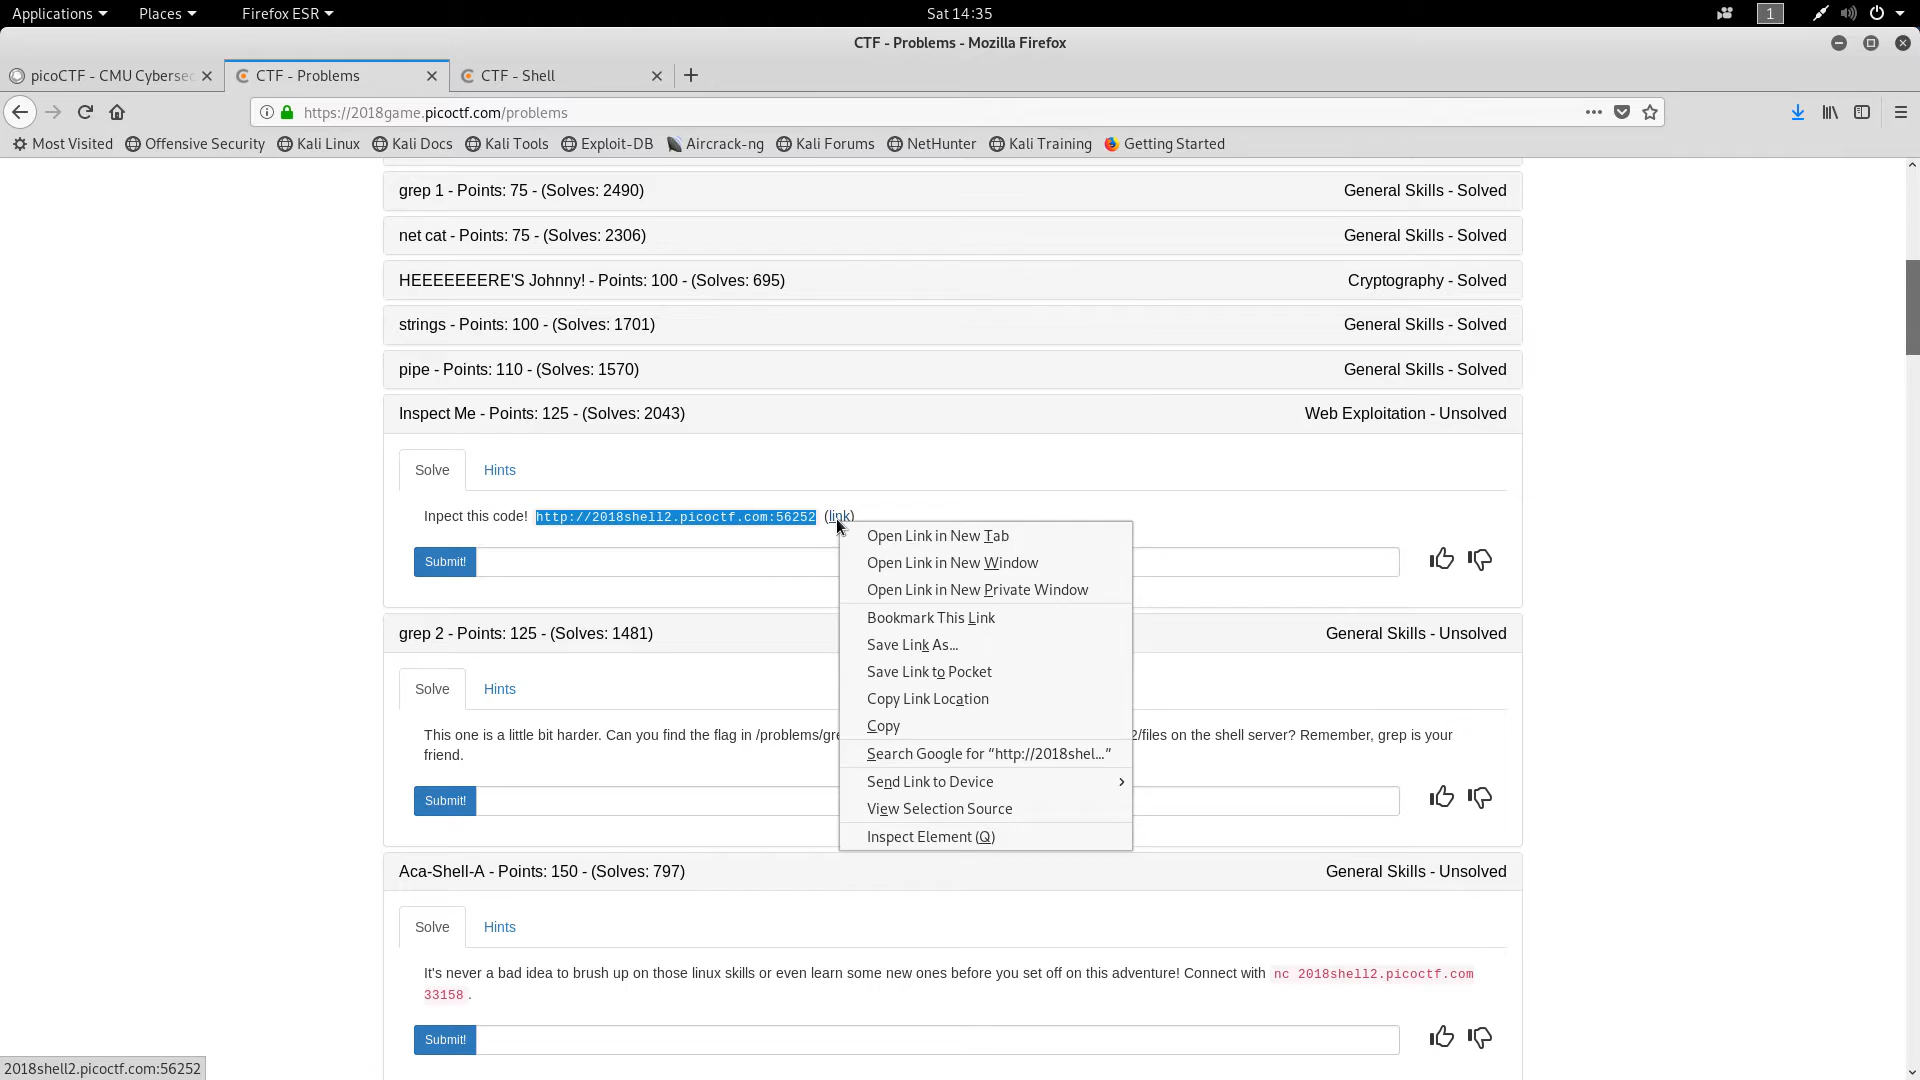 Applications Places Firefox ESR Sat 14:35 1
CTF - Problems - Mozilla Firefox
picoCTF - CMU Cybersec CTF - Problems CTF - Shell
https://2018game.picoctf.com/problems
Most Visited Offensive Security Kali Linux Kali Docs Kali Tools Exploit-DB Aircrack-ng Kali Forums NetHunter Kali Training Getting Started
grep 1 - Points: 75 - (Solves: 2490) General Skills - Solved
net cat - Points: 75 - (Solves: 2306) General Skills - Solved
HEEEEEEERE'S Johnny! - Points: 100 - (Solves: 695) Cryptography - Solved
strings - Points: 100 - (Solves: 1701) General Skills - Solved
pipe - Points: 110 - (Solves: 1570) General Skills - Solved
Inspect Me - Points: 125 - (Solves: 2043) Web Exploitation - Unsolved
Solve Hints
Inpect this code! http://2018shell2.picoctf.com:56252 (link)
Submit!
Open Link in New Tab
Open Link in New Window
Open Link in New Private Window
Bookmark This Link
Save Link As...
Save Link to Pocket
Copy Link Location
Copy
Search Google for “http://2018shel...”
Send Link to Device
View Selection Source
Inspect Element (Q)
grep 2 - Points: 125 - (Solves: 1481) General Skills - Unsolved
Solve Hints
This one is a little bit harder. Can you find the flag in /problems/gre 2/files on the shell server? Remember, grep is your
friend.
Submit!
Aca-Shell-A - Points: 150 - (Solves: 797) General Skills - Unsolved
Solve Hints
It's never a bad idea to brush up on those linux skills or even learn some new ones before you set off on this adventure! Connect with nc 2018shell2.picoctf.com
33158 .
Submit!
2018shell2.picoctf.com:56252